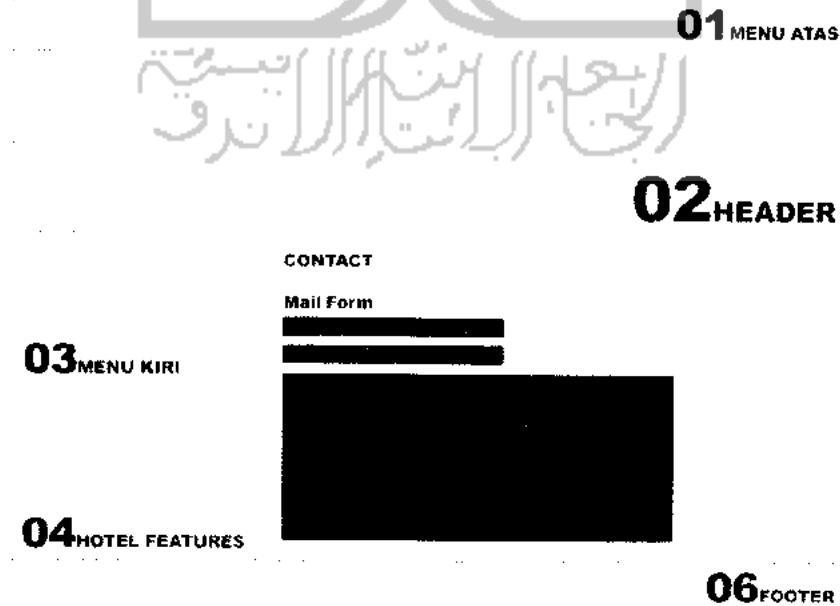 01 MENU ATAS
02 HEADER
CONTACT
Mail Form
03 MENU KIRI
04 HOTEL FEATURES
06 FOOTER